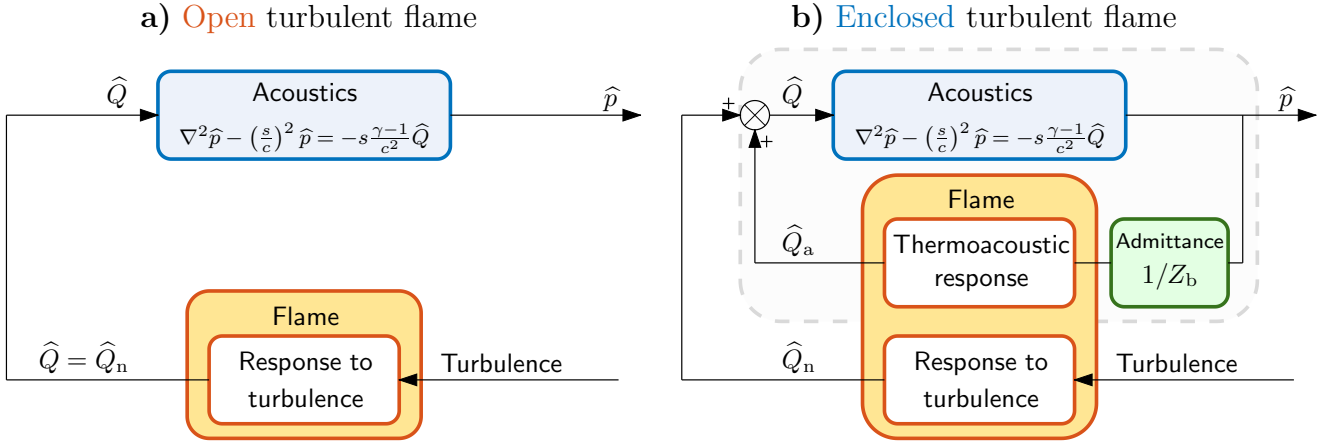 a) Open turbulent flame
Q̂
Acoustics
∇²p̂ − (s/c)² p̂ = −s (γ−1)/c² Q̂
p̂
Flame
Q̂ = Q̂ₙ
Response to
turbulence
Turbulence
b) Enclosed turbulent flame
+
Q̂
+
Acoustics
∇²p̂ − (s/c)² p̂ = −s (γ−1)/c² Q̂
p̂
Flame
Q̂ₐ
Thermoacoustic
response
Admittance
1/Z_b
Q̂ₙ
Response to
turbulence
Turbulence